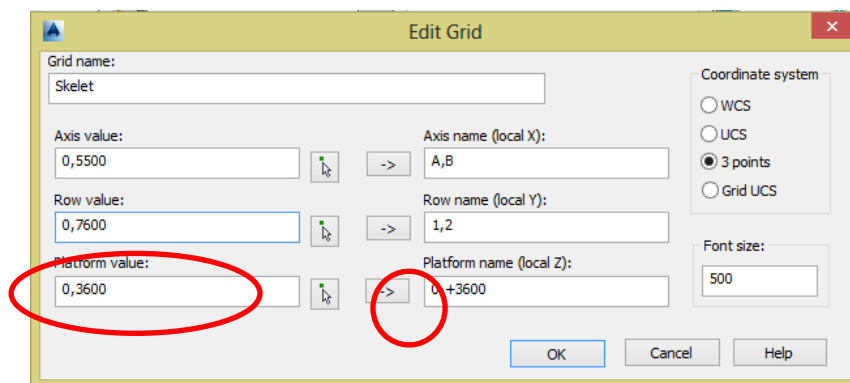 Edit Grid
Grid name:
Skelet
Coordinate system
WCS
UCS
3 points
Grid UCS
Axis value:
0,5500
->
Axis name (local X):
A,B
Row value:
0,7600
->
Row name (local Y):
1,2
Platform value:
0,3600
->
Platform name (local Z):
+3600
Font size:
500
OK
Cancel
Help